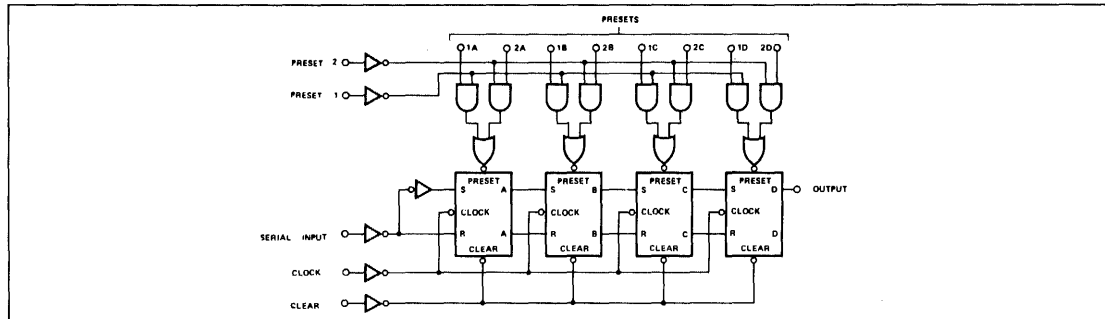 PRESETS
1A 2A 1B 2B 1C 2C 1D 2D
PRESET 2
PRESET 1
PRESET PRESET PRESET PRESET
S A S B S C S D OUTPUT
CLOCK CLOCK CLOCK CLOCK
SERIAL INPUT R A R B R C R D
CLEAR CLEAR CLEAR CLEAR
CLOCK
CLEAR